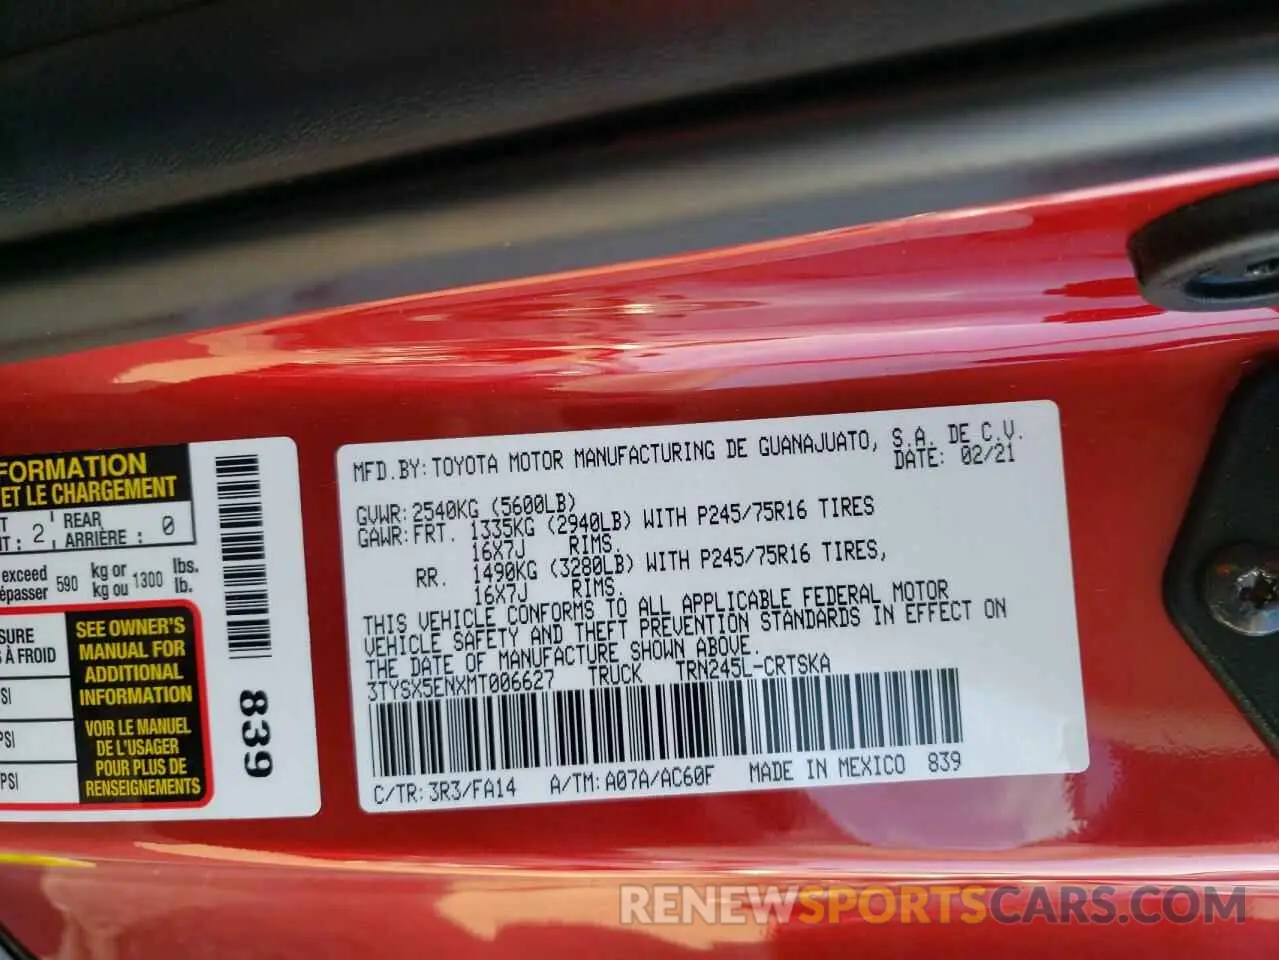 FORMATION
ET LE CHARGEMENT
2 REAR
ARRIÈRE : 0
exceed 590 kg or 1300 lbs.
épasser kg ou lb.
SEE OWNER'S
MANUAL FOR
ADDITIONAL
INFORMATION
À FROID
PSI
PSI
VOIR LE MANUEL
DE L'USAGER
POUR PLUS DE
RENSEIGNEMENTS
839
MFD.BY:TOYOTA MOTOR MANUFACTURING DE GUANAJUATO, S.A. DE C.V.
DATE: 02/21
GVWR:2540KG (5600LB)
GAWR:FRT. 1335KG (2940LB) WITH P245/75R16 TIRES
16X7J RIMS.
RR. 1490KG (3280LB) WITH P245/75R16 TIRES,
16X7J RIMS.
THIS VEHICLE CONFORMS TO ALL APPLICABLE FEDERAL MOTOR
VEHICLE SAFETY AND THEFT PREVENTION STANDARDS IN EFFECT ON
THE DATE OF MANUFACTURE SHOWN ABOVE.
3TYSX5ENXMT006627 TRUCK TRN245L-CRTSKA
C/TR:3R3/FA14 A/TM:A07A/AC60F MADE IN MEXICO 839
RENEWSPORTSCARS.COM